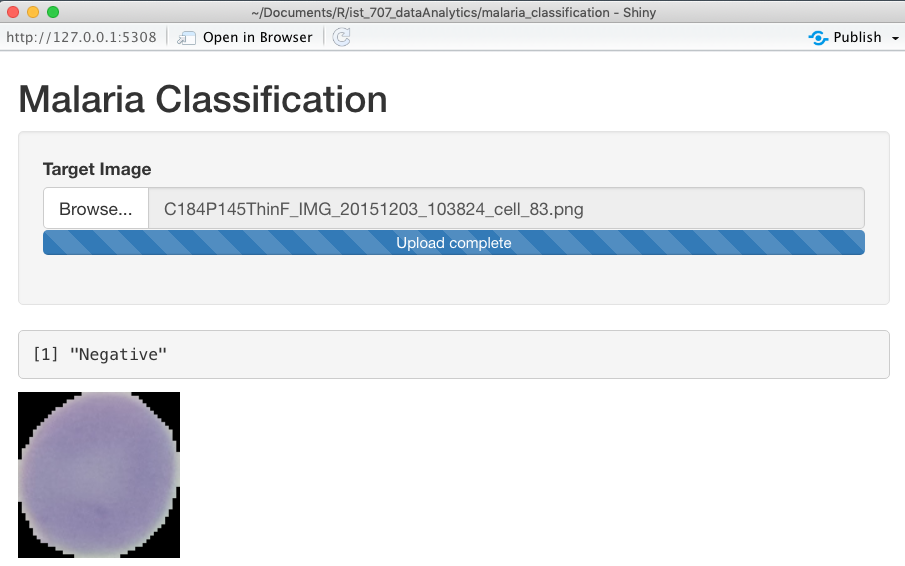 ~/Documents/R/ist_707_dataAnalytics/malaria_classification - Shiny
http://127.0.0.1:5308 Open in Browser Publish
Malaria Classification
Target Image
Browse... C184P145ThinF_IMG_20151203_103824_cell_83.png
Upload complete
[1] "Negative"